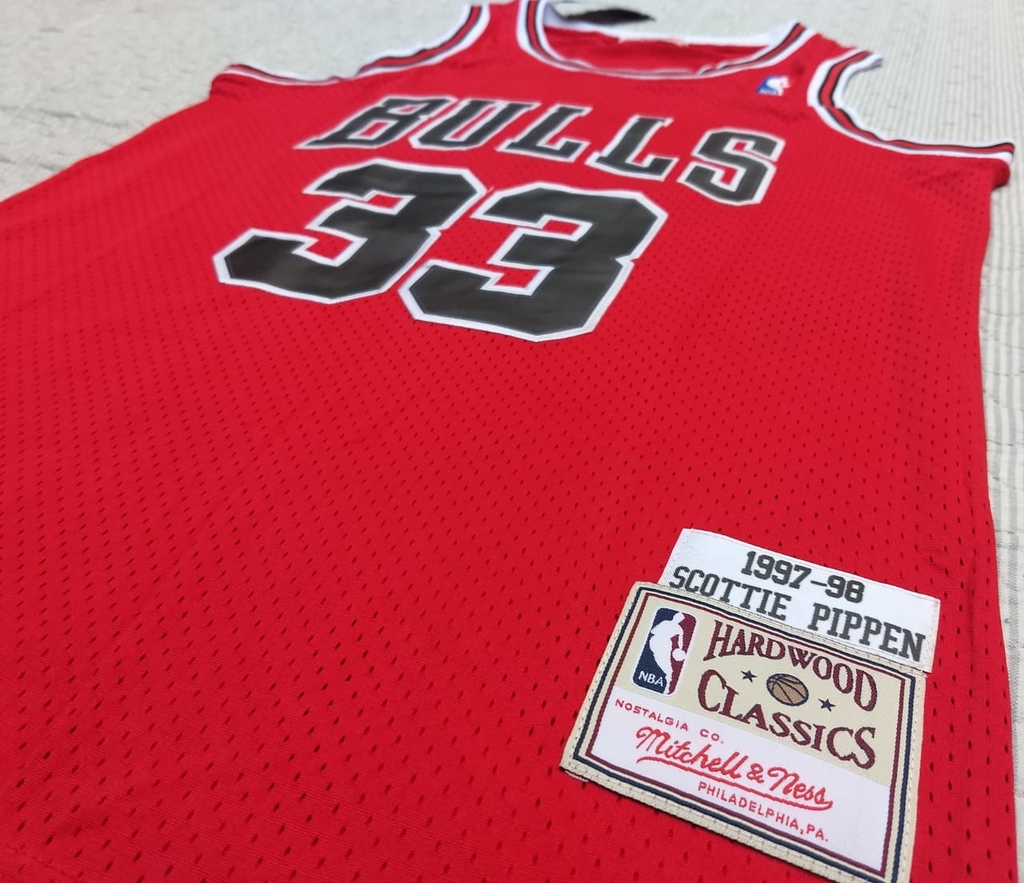 BULLS
33
1997-98
SCOTTIE PIPPEN
NBA
HARDWOOD
CLASSICS
NOSTALGIA CO.
Mitchell & Ness
PHILADELPHIA, PA.